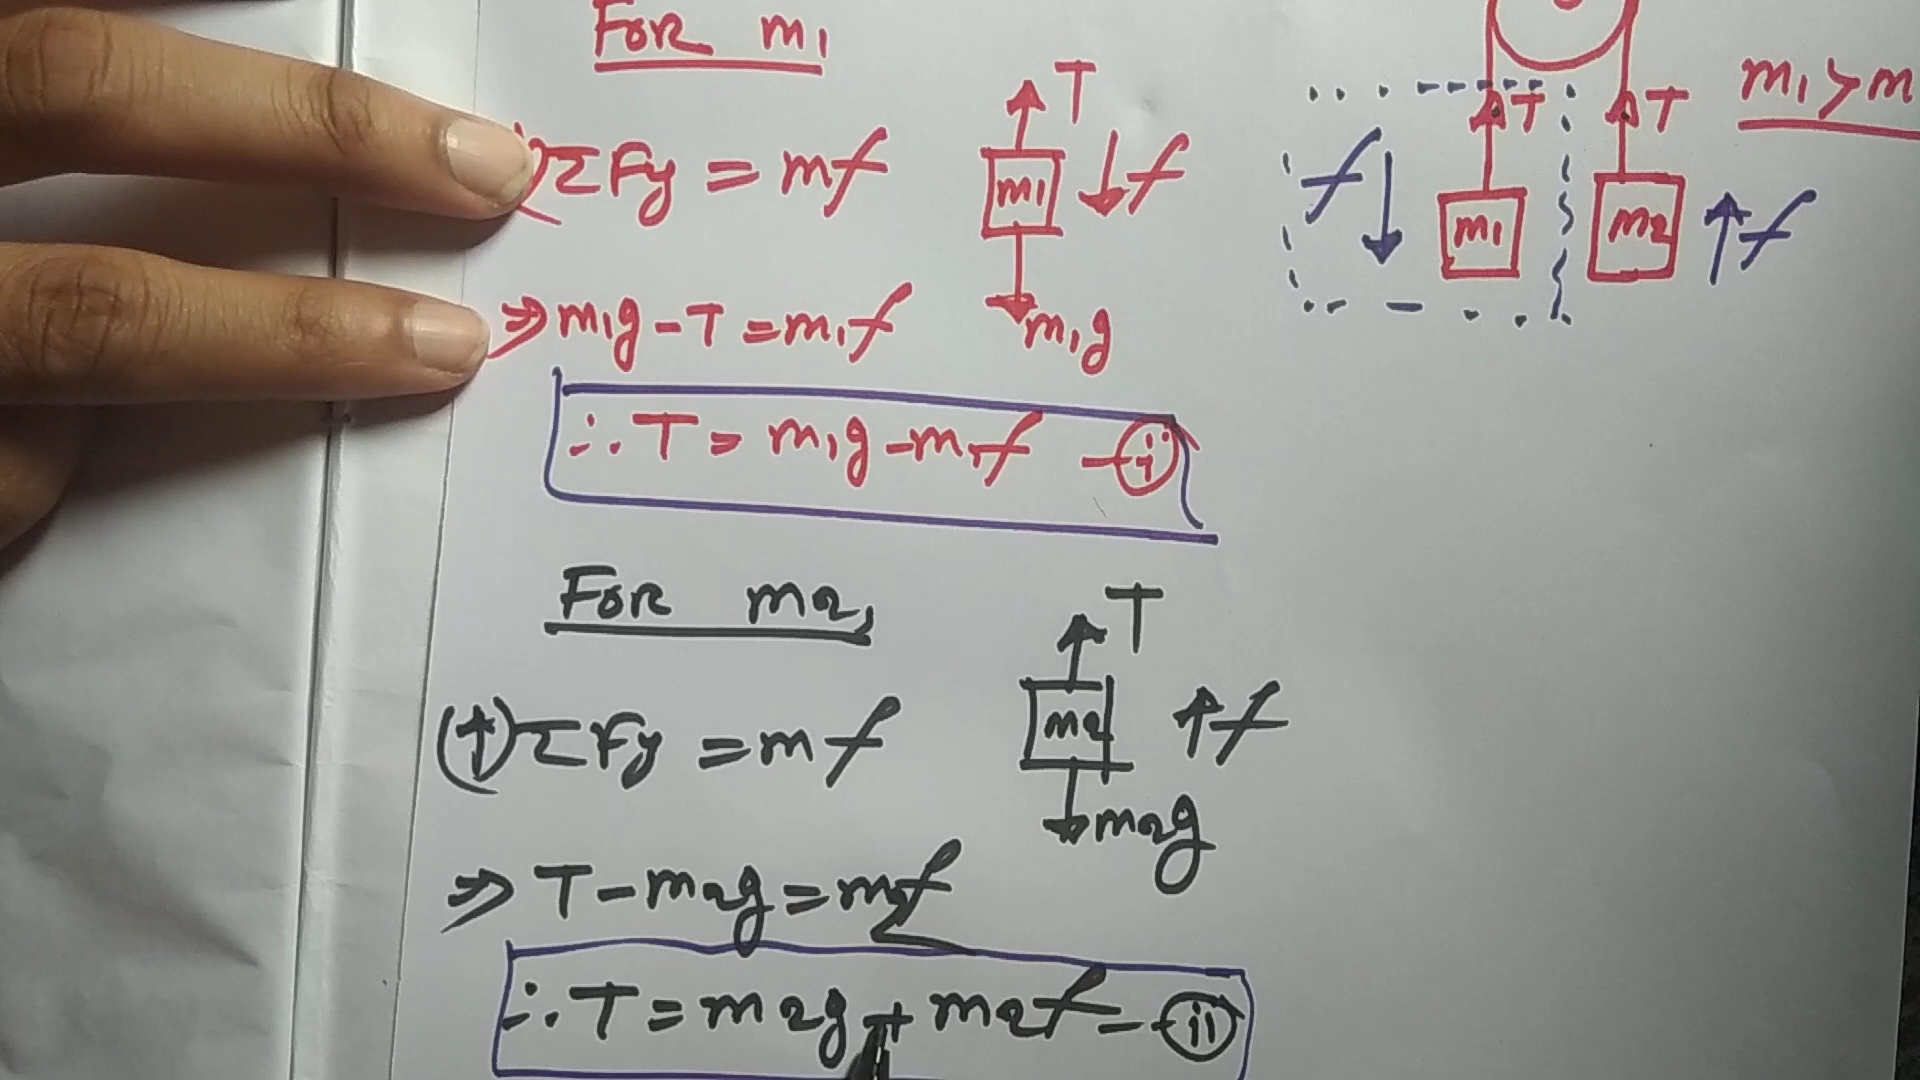 For m1
ΣFy = mf
T
m1
f
m1g
⇒ m1g - T = m1f
∴ T = m1g - m1f - (i)
T
T
m1 > m
f
m1
m2
f
For m2,
(↑) ΣFy = mf
T
m2
f
m2g
⇒ T - m2g = m2f
∴ T = m2g + m2f - (ii)